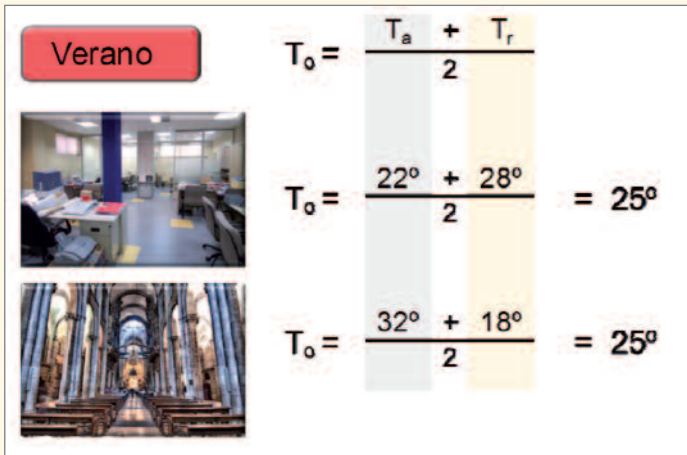 Verano
Tₒ = Tₐ + Tᵣ / 2
Tₒ = 22º + 28º / 2 = 25º
Tₒ = 32º + 18º / 2 = 25º